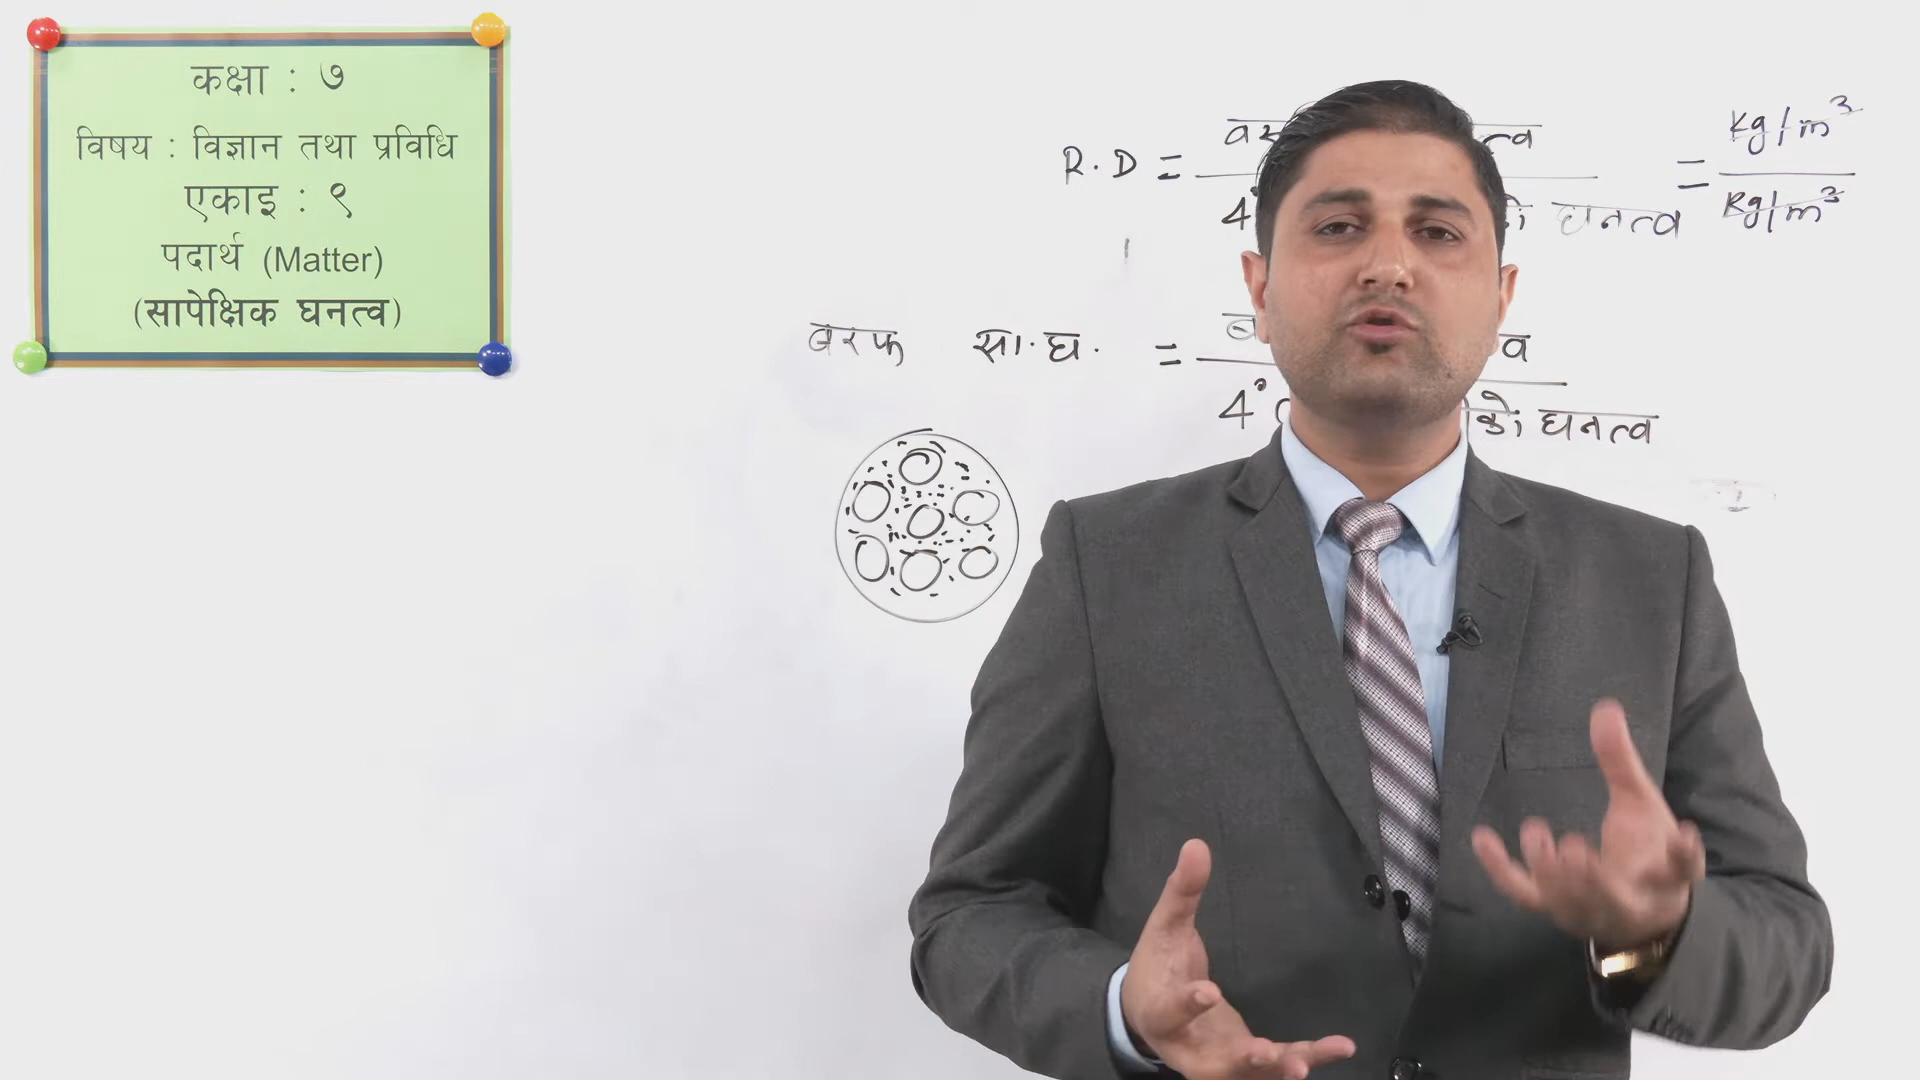 कक्षा : ७
विषय : विज्ञान तथा प्रविधि
एकाइ : ९
पदार्थ (Matter)
(सापेक्षिक घनत्व)
R.D = = Kg/m³
4° घनत्व Kg/m³
बरफ सा.घ. =
4° घनत्व